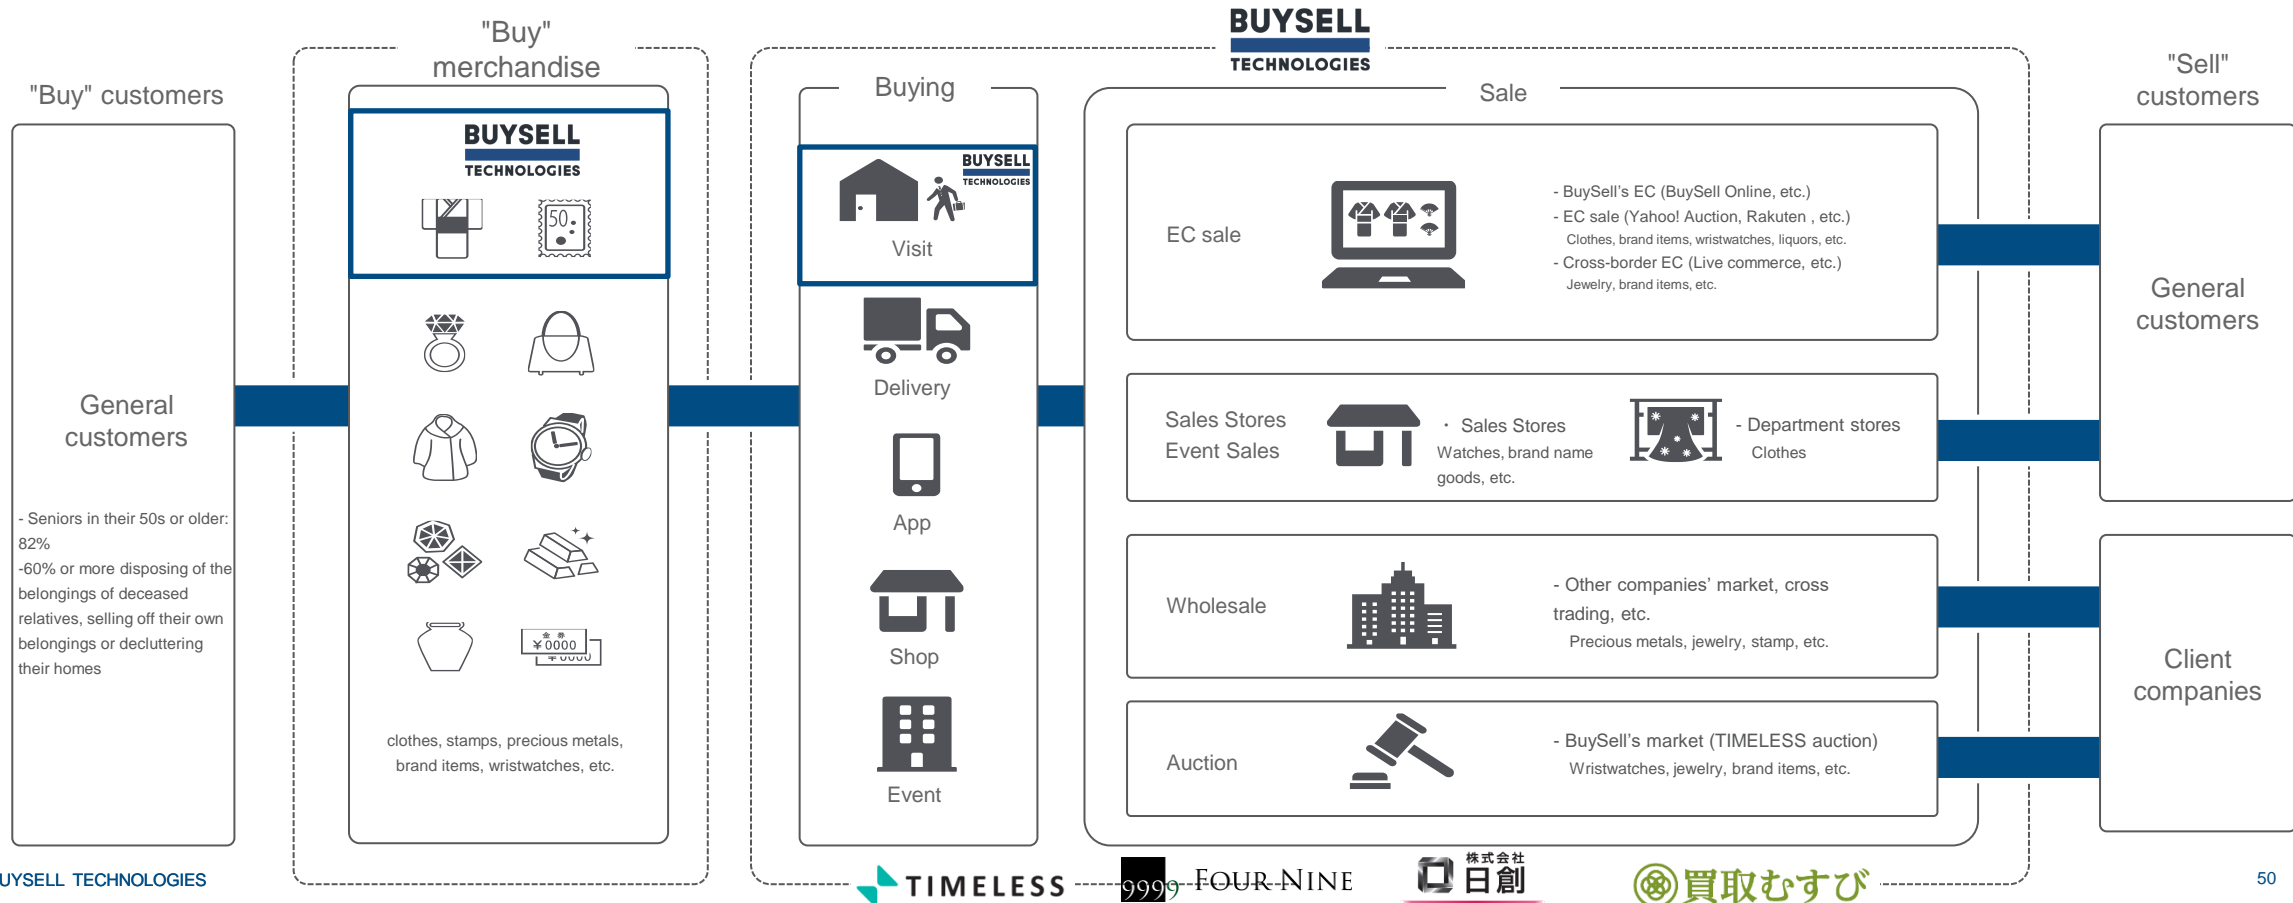 BUYSELL
TECHNOLOGIES
"Buy" customers
General
customers
- Seniors in their 50s or older:
82%
-60% or more disposing of the
belongings of deceased
relatives, selling off their own
belongings or decluttering
their homes
"Buy"
merchandise
BUYSELL
TECHNOLOGIES
50
金 券
¥0000
¥0000
clothes, stamps, precious metals,
brand items, wristwatches, etc.
Buying
BUYSELL
TECHNOLOGIES
Visit
Delivery
App
Shop
Event
Sale
EC sale
- BuySell's EC (BuySell Online, etc.)
- EC sale (Yahoo! Auction, Rakuten , etc.)
Clothes, brand items, wristwatches, liquors, etc.
- Cross-border EC (Live commerce, etc.)
Jewelry, brand items, etc.
Sales Stores
Event Sales
・ Sales Stores
Watches, brand name
goods, etc.
- Department stores
Clothes
Wholesale
- Other companies’ market, cross
trading, etc.
Precious metals, jewelry, stamp, etc.
Auction
- BuySell’s market (TIMELESS auction)
Wristwatches, jewelry, brand items, etc.
"Sell"
customers
General
customers
Client
companies
UYSELL TECHNOLOGIES
TIMELESS
9999 FOUR NINE
株式会社
日創
買取むすび
50